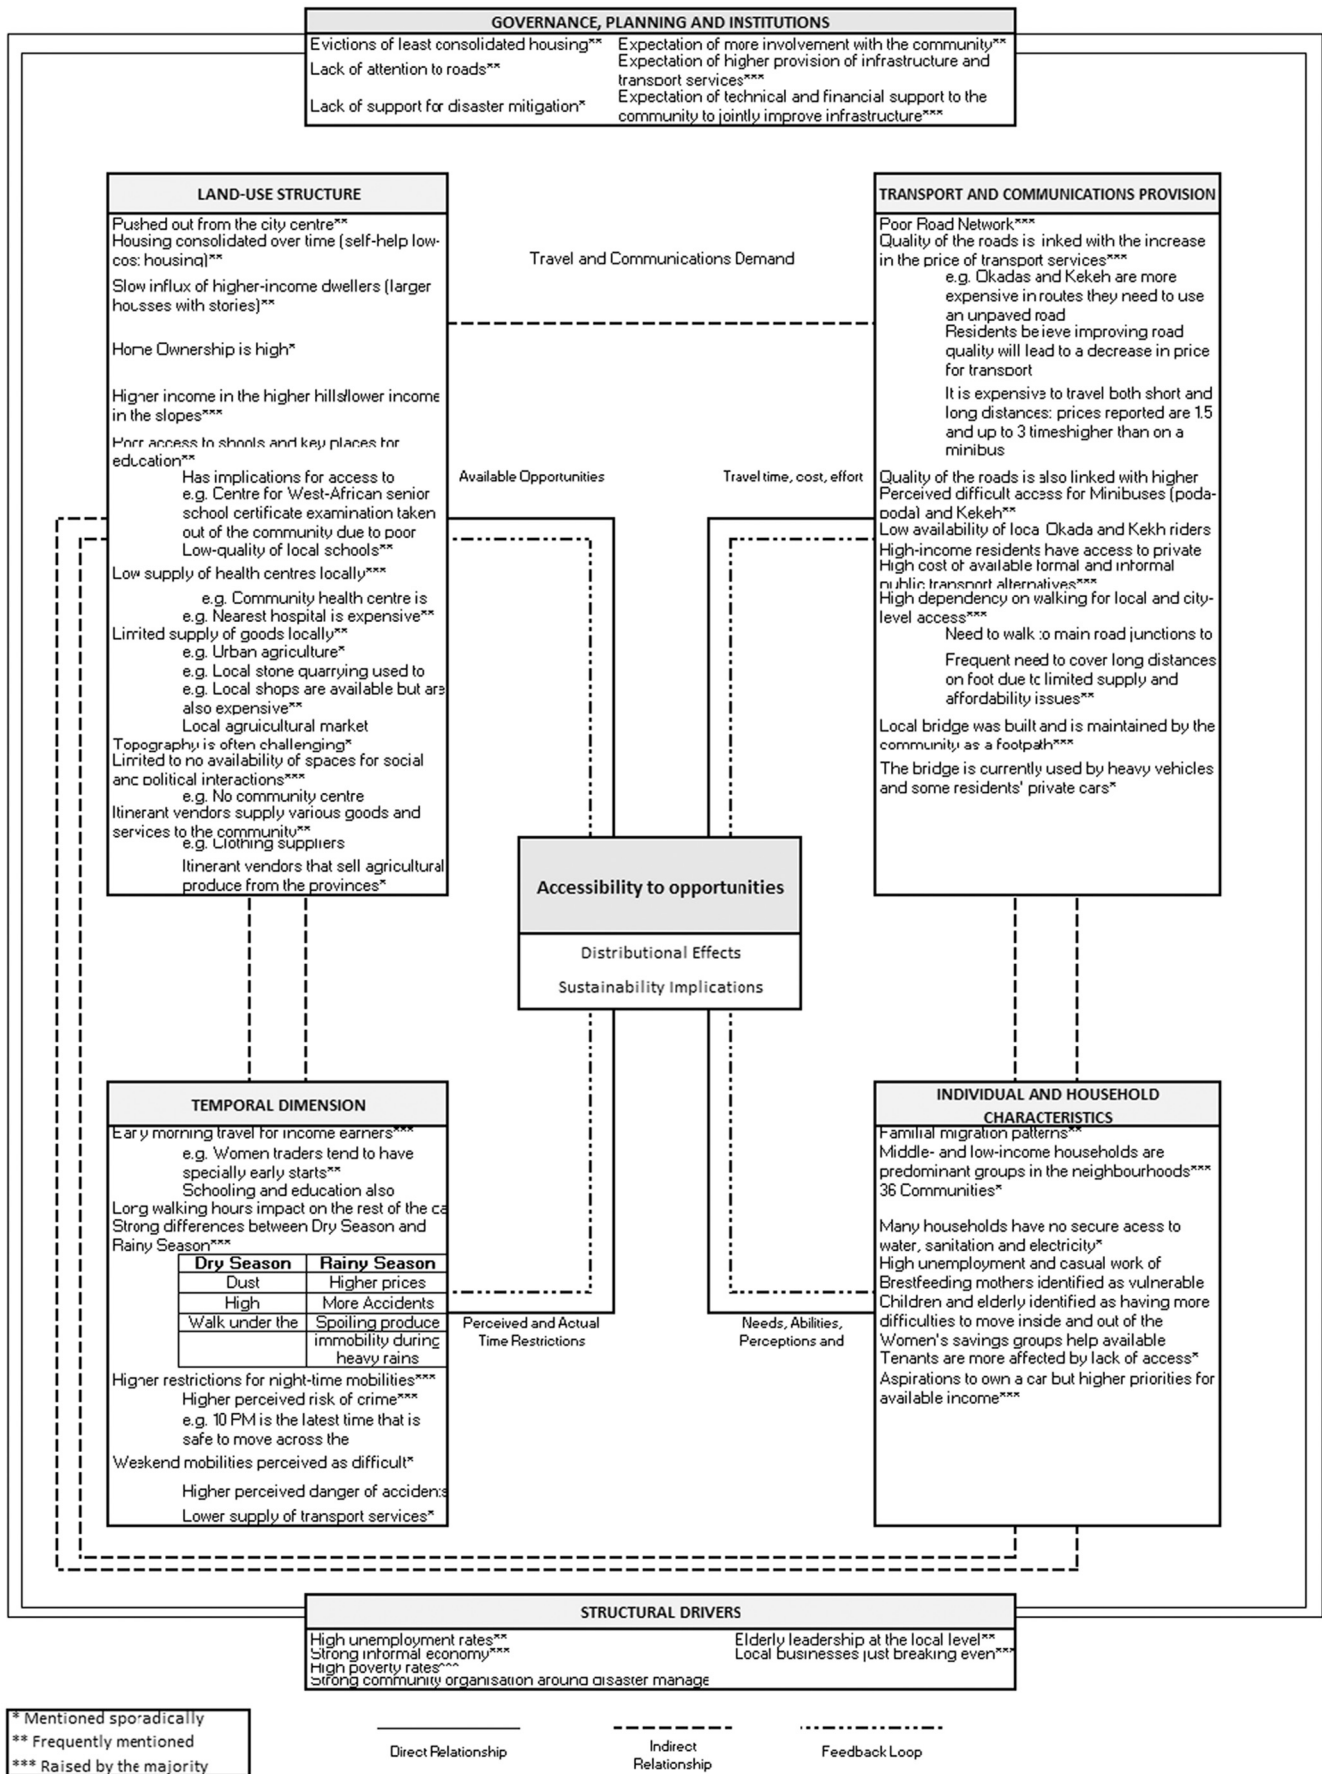 GOVERNANCE, PLANNING AND INSTITUTIONS
Evictions of least consolidated housing**
Lack of attention to roads**
Lack of support for disaster mitigation*
Expectation of more involvement with the community**
Expectation of higher provision of infrastructure and
transport services***
Expectation of technical and financial support to the
community to jointly improve infrastructure***
LAND-USE STRUCTURE
Pushed out from the city centre**
Housing consolidated over time (self-help low-
cost housing)**
Slow influx of higher-income dwellers (larger
housses with stories)**
Home Ownership is high*
Higher income in the higher hills/lower income
in the slopes***
Poor access to shools and key places for
education**
Has implications for access to
e.g. Centre for West-African senior
school certificate examination taken
out of the community due to poor
Low-quality of local schools**
Low supply of health centres locally***
e.g. Community health centre is
e.g. Nearest hospital is expensive**
Limited supply of goods locally**
e.g. Urban agriculture*
e.g. Local stone quarrying used to
e.g. Local shops are available but are
also expensive**
Local agruicultural market
Topography is often challenging*
Limited to no availability of spaces for social
and political interactions***
e.g. No community centre
Itinerant vendors supply various goods and
services to the community**
e.g. Clothing suppliers
Itinerant vendors that sell agricultural
produce from the provinces*
Travel and Communications Demand
Available Opportunities
Travel time, cost, effort
TRANSPORT AND COMMUNICATIONS PROVISION
Poor Road Network***
Quality of the roads is linked with the increase
in the price of transport services***
e.g. Okadas and Kekeh are more
expensive in routes they need to use
an unpaved road
Residents believe improving road
quality will lead to a decrease in price
for transport
It is expensive to travel both short and
long distances: prices reported are 1.5
and up to 3 timeshigher than on a
minibus
Quality of the roads is also linked with higher
Perceived difficult access for Minibuses (poda-
poda) and Kekeh**
Low availability of local Okada and Kekh riders
High-income residents have access to private
High cost of available formal and informal
public transport alternatives***
High dependency on walking for local and city-
level access***
Need to walk to main road junctions to
Frequent need to cover long distances
on foot due to limited supply and
affordability issues**
Local bridge was built and is maintained by the
community as a footpath***
The bridge is currently used by heavy vehicles
and some residents' private cars*
Accessibility to opportunities
Distributional Effects
Sustainability Implications
TEMPORAL DIMENSION
Early morning travel for income earners***
e.g. Women traders tend to have
specially early starts**
Schooling and education also
Long walking hours impact on the rest of the
Strong differences between Dry Season and
Rainy Season***
Dry Season Rainy Season
Dust Higher prices
High More Accidents
Walk under the Spoiling produce
immobility during
heavy rains
Higher restrictions for night-time mobilities***
Higher perceived risk of crime***
e.g. 10 PM is the latest time that is
safe to move across the
Weekend mobilities perceived as difficult*
Higher perceived danger of accidents
Lower supply of transport services*
Perceived and Actual
Time Restrictions
Needs, Abilities,
Perceptions and
INDIVIDUAL AND HOUSEHOLD
CHARACTERISTICS
Familial migration patterns**
Middle- and low-income households are
predominant groups in the neighbourhoods***
36 Communities*
Many households have no secure acess to
water, sanitation and electricity*
High unemployment and casual work of
Brestfeeding mothers identified as vulnerable
Children and elderly identified as having more
difficulties to move inside and out of the
Women's savings groups help available
Tenants are more affected by lack of access*
Aspirations to own a car but higher priorities for
available income***
STRUCTURAL DRIVERS
High unemployment rates**
Strong informal economy***
High poverty rates***
Strong community organisation around disaster manage
Elderly leadership at the local level**
Local businesses just breaking even***
* Mentioned sporadically
** Frequently mentioned
*** Raised by the majority
Direct Relationship
Indirect
Relationship
Feedback Loop